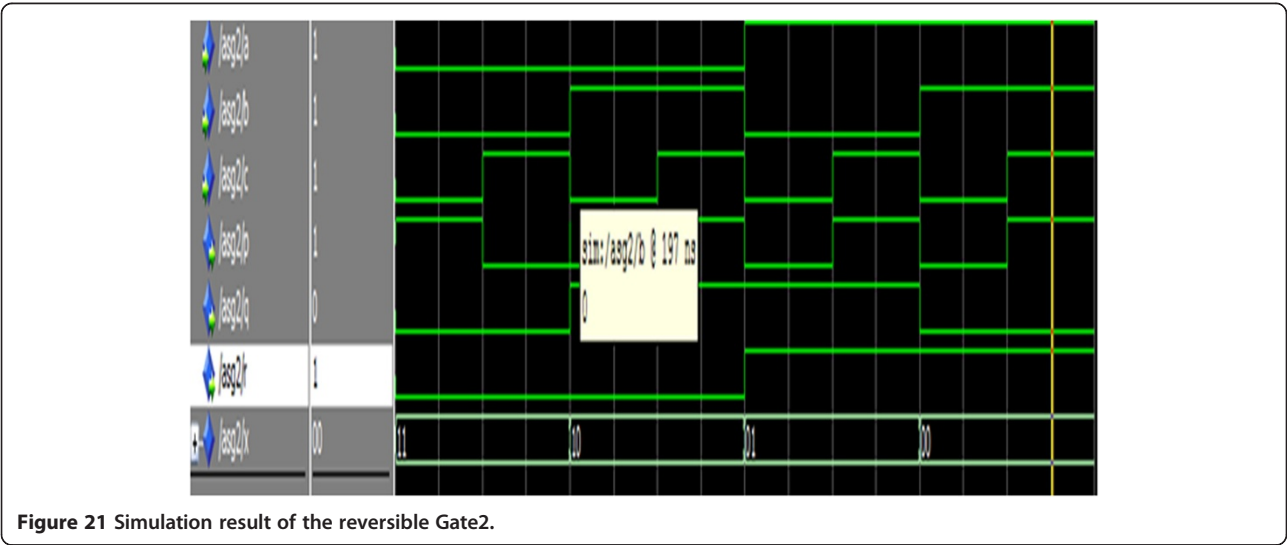 /asg2/a 1
/asg2/b 1
/asg2/c 1
/asg2/p 1
/asg2/q 0
/asg2/r 1
/asg2/x 00 11 10 01 00
sim:/asg2/b @ 197 ns
0
Figure 21 Simulation result of the reversible Gate2.